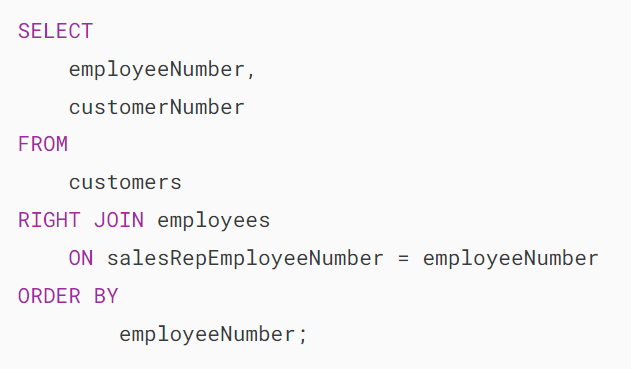 SELECT
    employeeNumber,
    customerNumber
FROM
    customers
RIGHT JOIN employees
    ON salesRepEmployeeNumber = employeeNumber
ORDER BY
        employeeNumber;